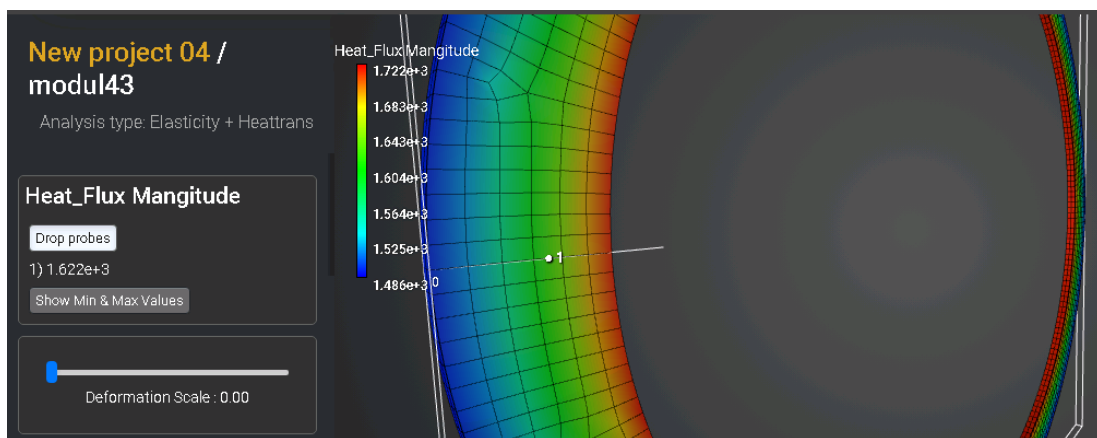 New project 04 /
modul43
Analysis type: Elasticity + Heattrans
Heat_Flux Mangitude
Drop probes
1) 1.622e+3
Show Min & Max Values
Deformation Scale : 0.00
Heat_Flux Mangitude
1.722e+3
1.683e+3
1.643e+3
1.604e+3
1.564e+3
1.525e+3
1.486e+3
0
1